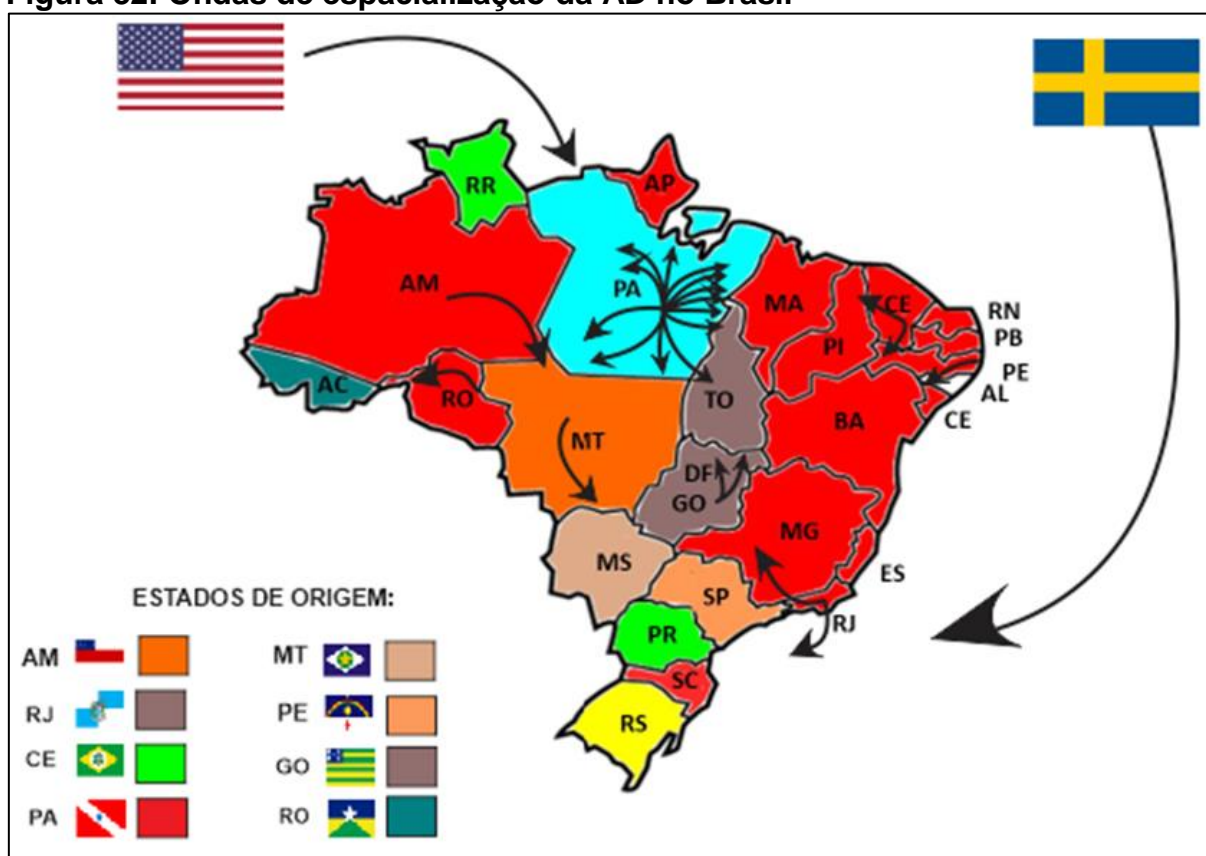 Figura 32: Ondas de espacialização da AD no Brasil
RR
AP
AM
PA
MA
CE
RN
PB
PI
PE
AL
AC
RO
TO
BA
CE
MT
DF
GO
MG
MS
ES
SP
RJ
PR
SC
RS
ESTADOS DE ORIGEM:
AM
MT
RJ
PE
CE
GO
PA
RO